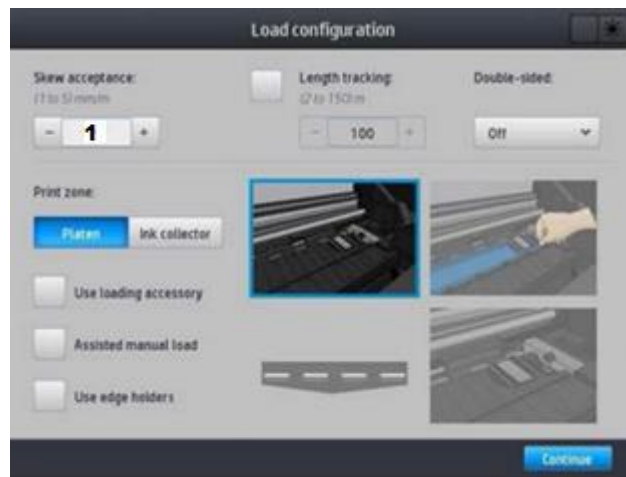 Load configuration
Skew acceptance:
(1 to 5) mm/m
- 1 +
Length tracking:
(2 to 150) m
- 100 +
Double-sided:
Off
Print zone:
Platen
Ink collector
Use loading accessory
Assisted manual load
Use edge holders
Continue